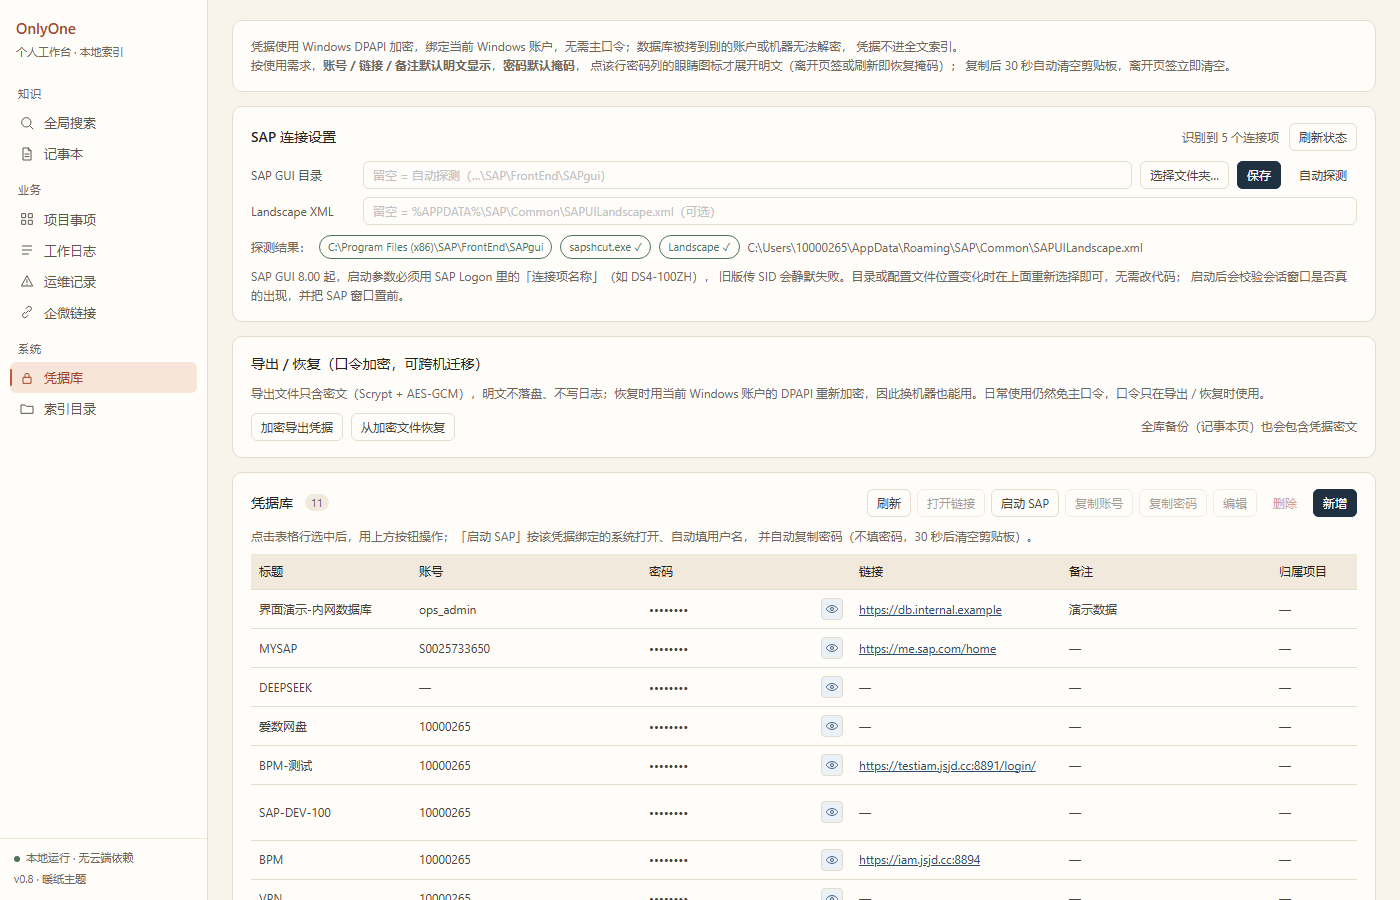 OnlyOne
个人工作台 · 本地索引
知识
全局搜索
记事本
业务
项目事项
工作日志
运维记录
企微链接
系统
凭据库
索引目录
本地运行 · 无云端依赖
v0.8 · 暖纸主题
凭据使用 Windows DPAPI 加密，绑定当前 Windows 账户，无需主口令；数据库被拷到别的账户或机器无法解密， 凭据不进全文索引。
按使用需求，账号 / 链接 / 备注默认明文显示，密码默认掩码， 点该行密码列的眼睛图标才展开明文（离开页签或刷新即恢复掩码）； 复制后 30 秒自动清空剪贴板，离开页签立即清空。
SAP 连接设置
识别到 5 个连接项
刷新状态
SAP GUI 目录
留空 = 自动探测（...\SAP\FrontEnd\SAPgui）
选择文件夹...
保存
自动探测
Landscape XML
留空 = %APPDATA%\SAP\Common\SAPUILandscape.xml（可选）
探测结果：
C:\Program Files (x86)\SAP\FrontEnd\SAPgui
sapshcut.exe ✓
Landscape ✓
C:\Users\10000265\AppData\Roaming\SAP\Common\SAPUILandscape.xml
SAP GUI 8.00 起，启动参数必须用 SAP Logon 里的「连接项名称」（如 DS4-100ZH）， 旧版传 SID 会静默失败。目录或配置文件位置变化时在上面重新选择即可，无需改代码； 启动后会校验会话窗口是否真
的出现，并把 SAP 窗口置前。
导出 / 恢复（口令加密，可跨机迁移）
导出文件只含密文（Scrypt + AES-GCM），明文不落盘、不写日志；恢复时用当前 Windows 账户的 DPAPI 重新加密，因此换机器也能用。日常使用仍然免主口令，口令只在导出 / 恢复时使用。
加密导出凭据
从加密文件恢复
全库备份（记事本页）也会包含凭据密文
凭据库 11
刷新
打开链接
启动 SAP
复制账号
复制密码
编辑
删除
新增
点击表格行选中后，用上方按钮操作；「启动 SAP」按该凭据绑定的系统打开、自动填用户名， 并自动复制密码（不填密码，30 秒后清空剪贴板）。
标题 账号 密码 链接 备注 归属项目
界面演示-内网数据库 ops_admin •••••••• https://db.internal.example 演示数据 —
MYSAP S0025733650 •••••••• https://me.sap.com/home — —
DEEPSEEK — •••••••• — — —
爱数网盘 10000265 •••••••• — — —
BPM-测试 10000265 •••••••• https://testiam.jsjd.cc:8891/login/ — —
SAP-DEV-100 10000265 •••••••• — — —
BPM 10000265 •••••••• https://iam.jsjd.cc:8894 — —
VPN 10000265 •••••••• — — —